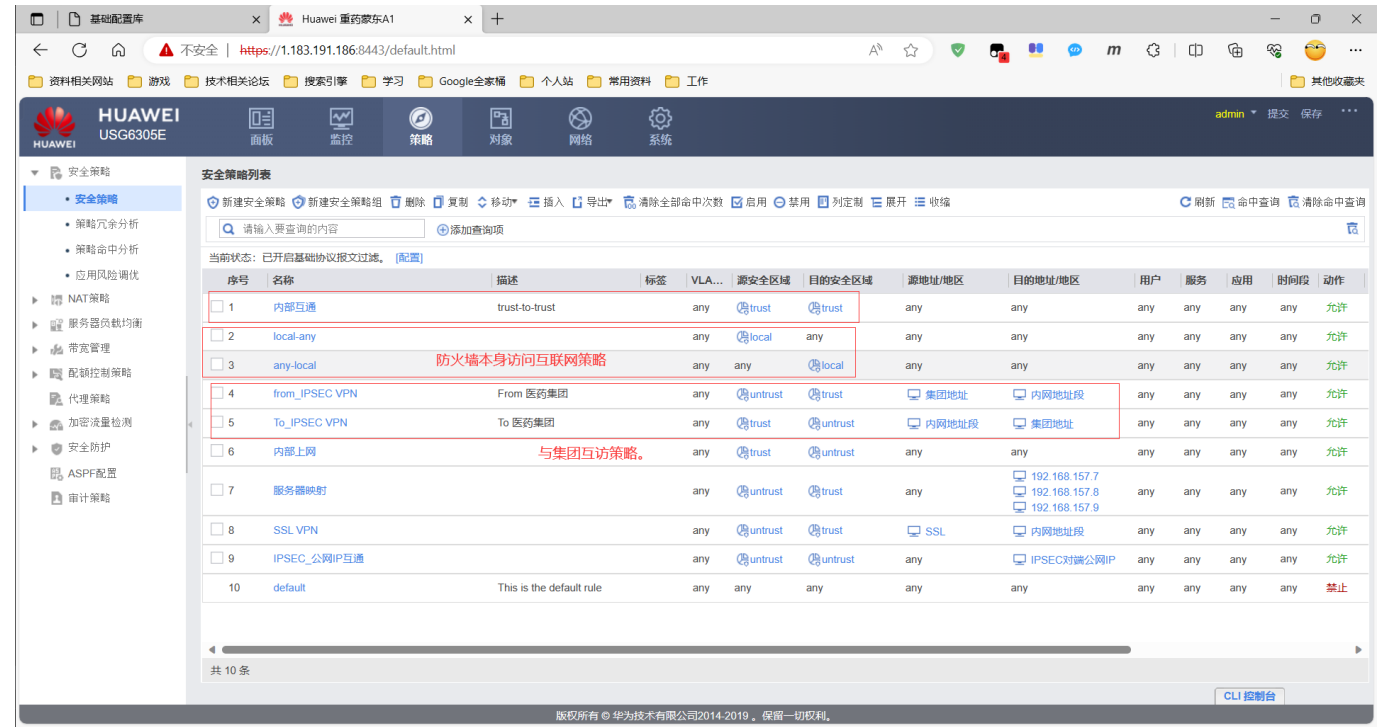 基础配置库
Huawei 重药蒙东A1
不安全 | https://1.183.191.186:8443/default.html
4
资料相关网站 游戏 技术相关论坛 搜索引擎 学习 Google全家桶 个人站 常用资料 工作 其他收藏夹
HUAWEI
HUAWEI
USG6305E
面板 监控 策略 对象 网络 系统
admin 提交 保存 ...
安全策略
安全策略
策略冗余分析
策略命中分析
应用风险调优
NAT策略
服务器负载均衡
带宽管理
配额控制策略
代理策略
加密流量检测
安全防护
ASPF配置
审计策略
安全策略列表
新建安全策略 新建安全策略组 删除 复制 移动 插入 导出 清除全部命中次数 启用 禁用 列定制 展开 收缩 刷新 命中查询 清除命中查询
请输入要查询的内容 添加查询项
当前状态：已开启基础协议报文过滤。 [配置]
序号 名称 描述 标签 VLA... 源安全区域 目的安全区域 源地址/地区 目的地址/地区 用户 服务 应用 时间段 动作
1 内部互通 trust-to-trust any trust trust any any any any any any 允许
2 local-any any local any any any any any any any 允许
防火墙本身访问互联网策略
3 any-local any any local any any any any any any 允许
4 from_IPSEC VPN From 医药集团 any untrust trust 集团地址 内网地址段 any any any any 允许
5 To_IPSEC VPN To 医药集团 any trust untrust 内网地址段 集团地址 any any any any 允许
与集团互访策略。
6 内部上网 any trust untrust any any any any any any 允许
7 服务器映射 any untrust trust any 192.168.157.7 192.168.157.8 192.168.157.9 any any any any 允许
8 SSL VPN any untrust trust SSL 内网地址段 any any any any 允许
9 IPSEC_公网IP互通 any untrust untrust any IPSEC对端公网IP any any any any 允许
10 default This is the default rule any any any any any any any any any 禁止
共 10 条
CLI 控制台
版权所有 © 华为技术有限公司2014-2019 。保留一切权利。